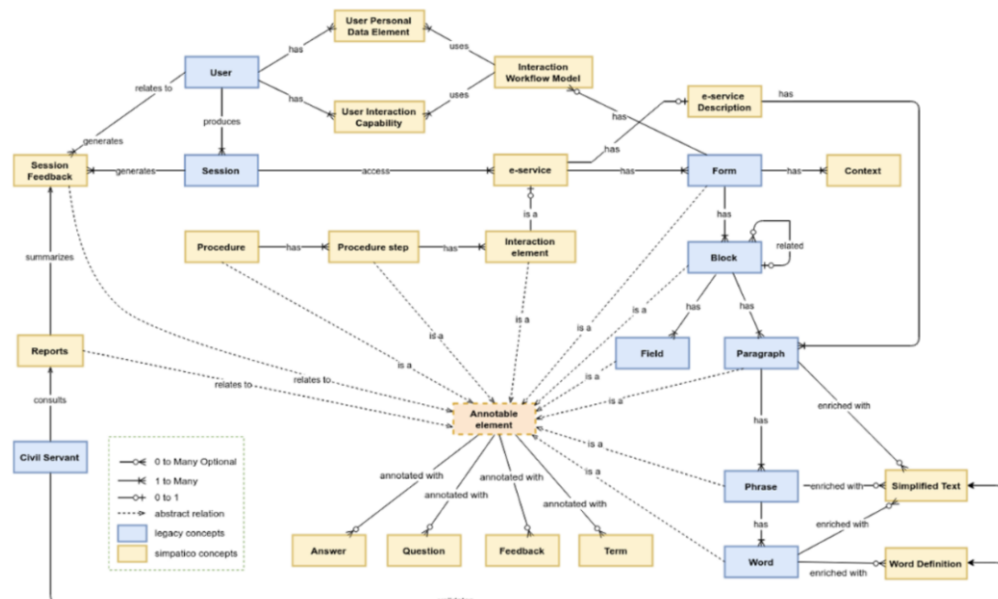 User Personal
Data Element
has
uses
User
Interaction
Workflow Model
relates to
has
uses
e-service
Description
has
produces
User Interaction
Capability
has
generates
has
Session
Feedback
generates
Session
access
e-service
has
Form
has
Context
is a
has
Procedure
has
Procedure step
has
Interaction
element
Block
related
summarizes
has
has
is a
is a
is a
is a
Reports
Field
Paragraph
is a
relates to
relates to
is a
is a
consults
Annotable
element
enriched with
has
Civil Servant
is a
0 to Many Optional
1 to Many
0 to 1
abstract relation
legacy concepts
simpatico concepts
annotated with
annotated with
annotated with
annotated with
is a
Phrase
enriched with
Simplified Text
has
enriched with
Answer
Question
Feedback
Term
Word
enriched with
Word Definition